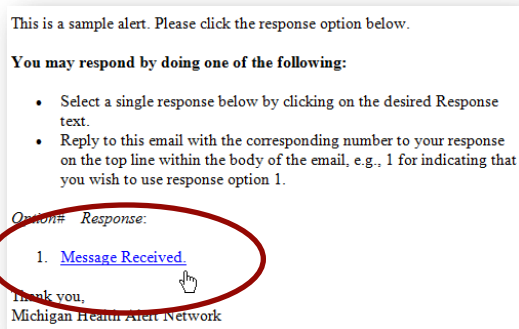 This is a sample alert. Please click the response option below.
You may respond by doing one of the following:
• Select a single response below by clicking on the desired Response
text.
• Reply to this email with the corresponding number to your response
on the top line within the body of the email, e.g., 1 for indicating that
you wish to use response option 1.
Option# Response:
1. Message Received.
Thank you,
Michigan Health Alert Network